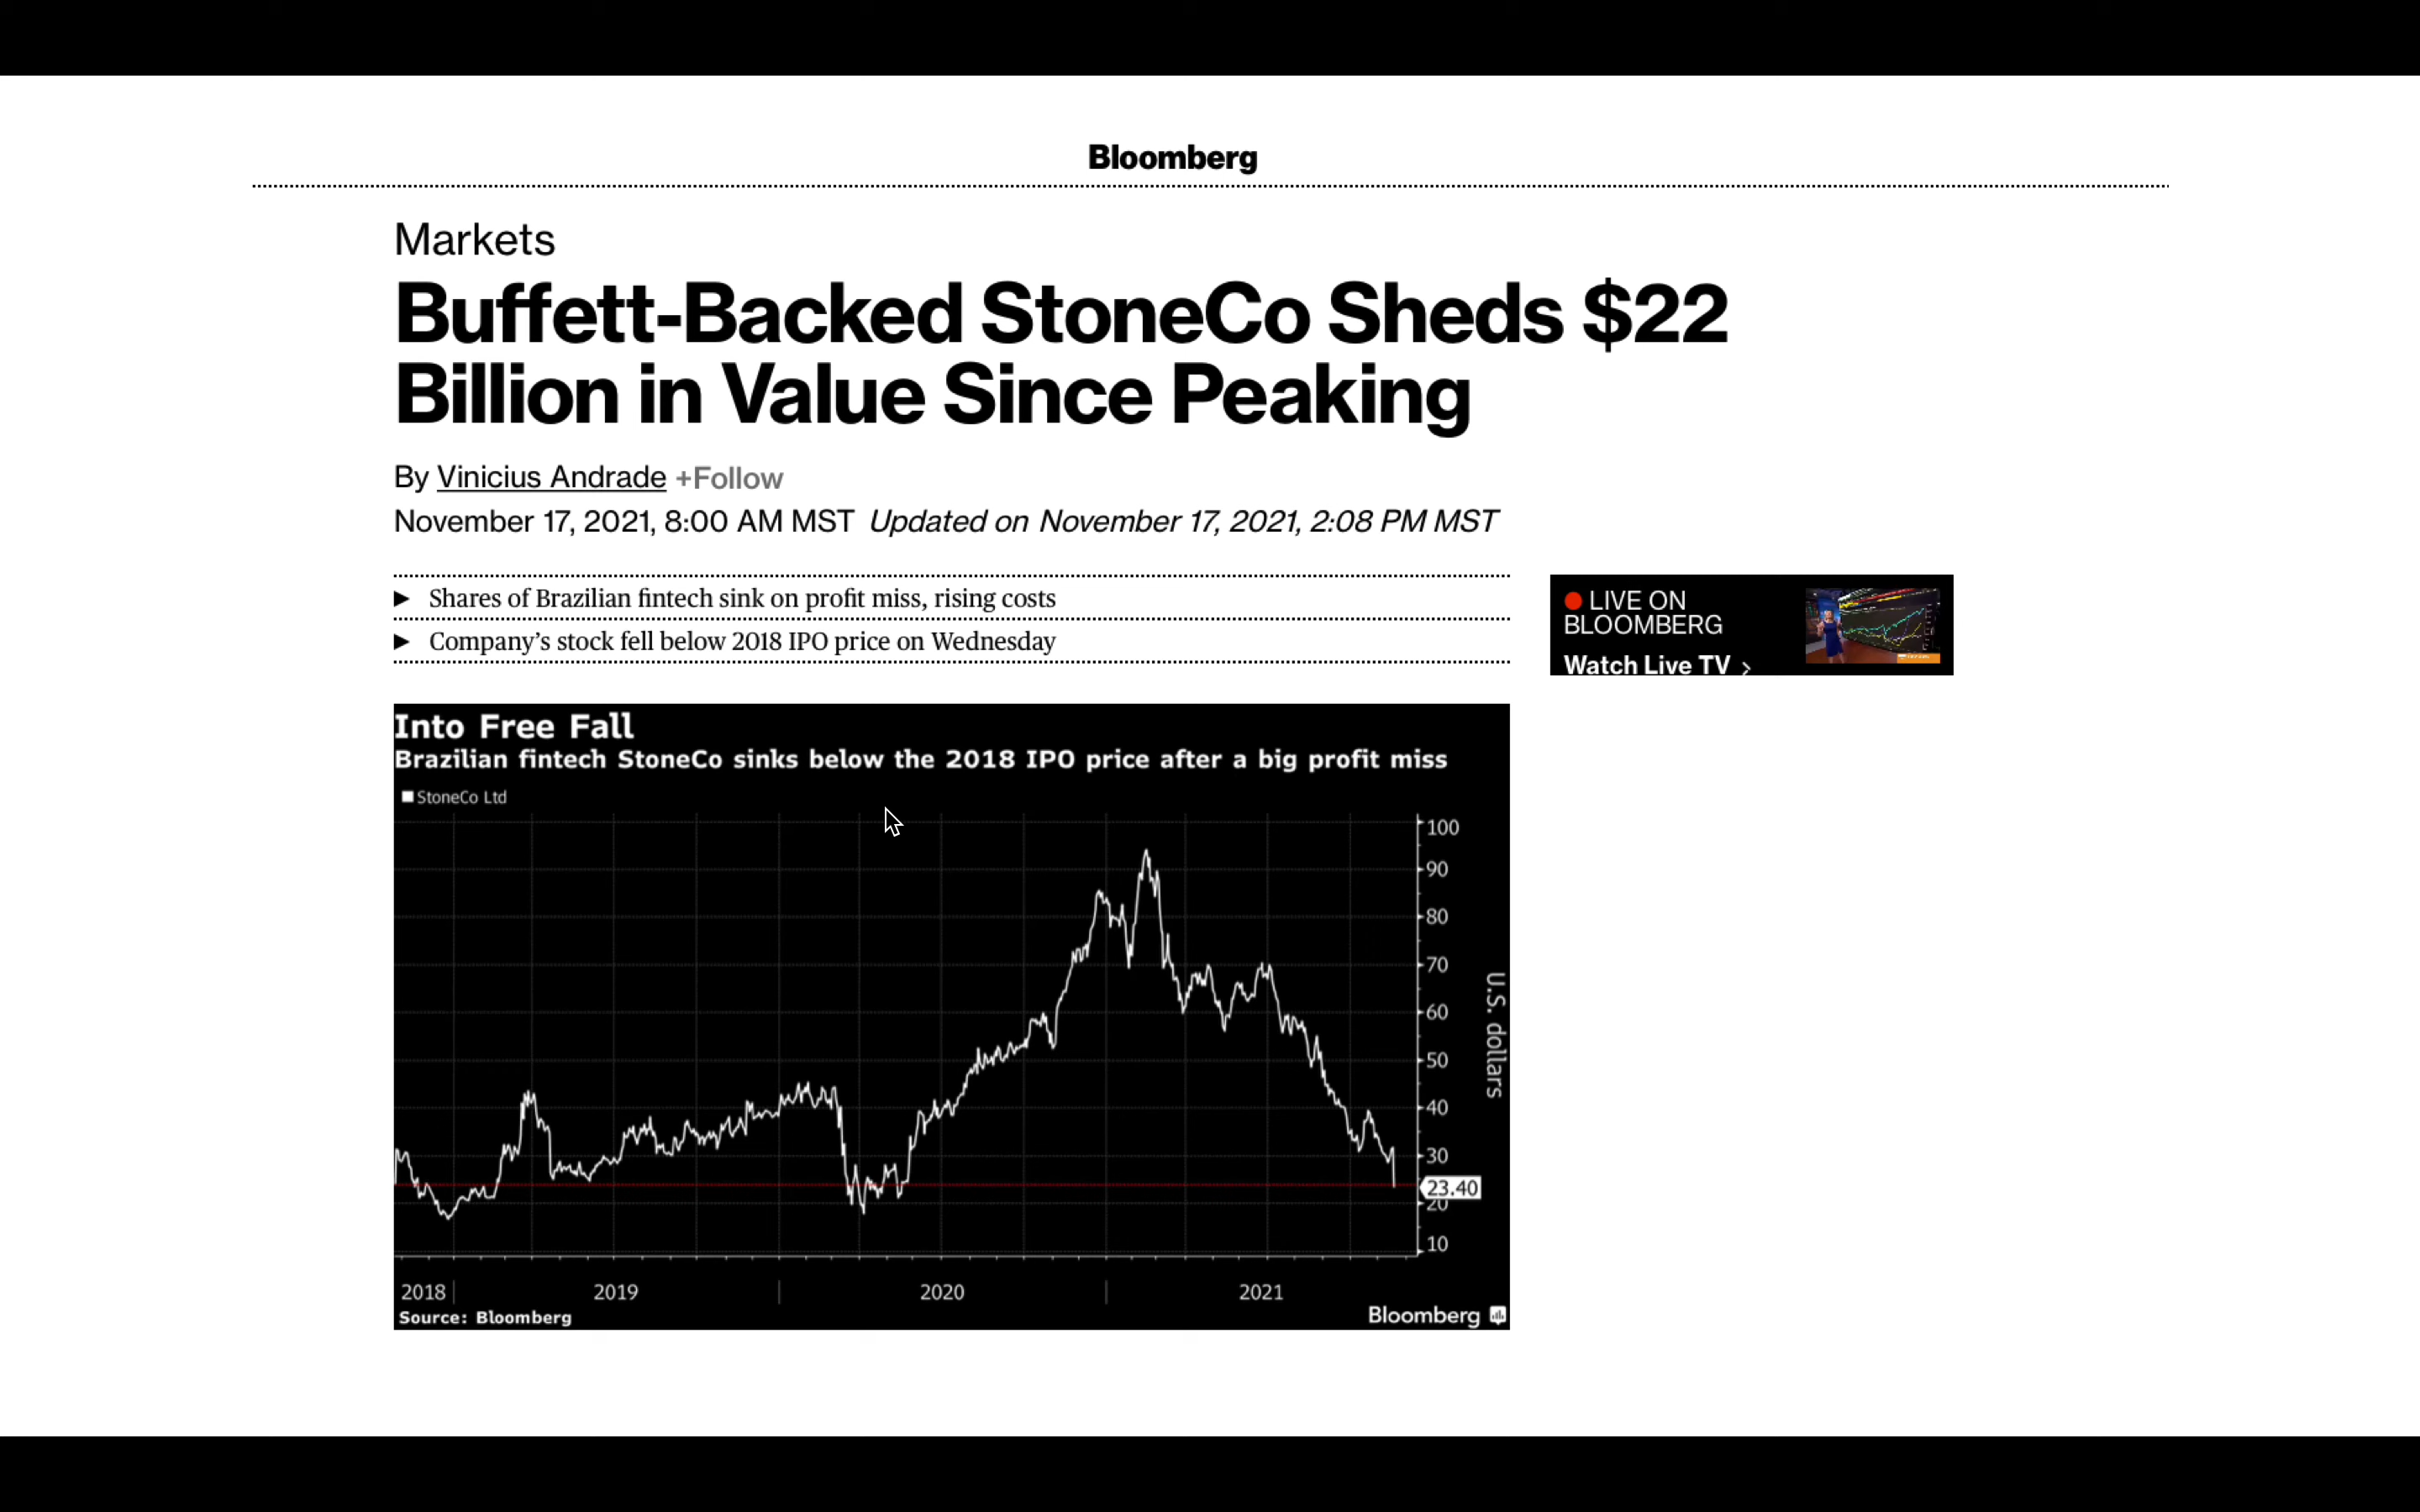 Bloomberg
Markets
Buffett-Backed StoneCo Sheds $22
Billion in Value Since Peaking
By Vinicius Andrade +Follow
November 17, 2021, 8:00 AM MST Updated on November 17, 2021, 2:08 PM MST
► Shares of Brazilian fintech sink on profit miss, rising costs
► Company’s stock fell below 2018 IPO price on Wednesday
LIVE ON
BLOOMBERG
Watch Live TV >
Into Free Fall
Brazilian fintech StoneCo sinks below the 2018 IPO price after a big profit miss
StoneCo Ltd
100
90
80
70
60
50
40
30
23.40
20
10
U.S. dollars
2018 2019 2020 2021
Source: Bloomberg
Bloomberg